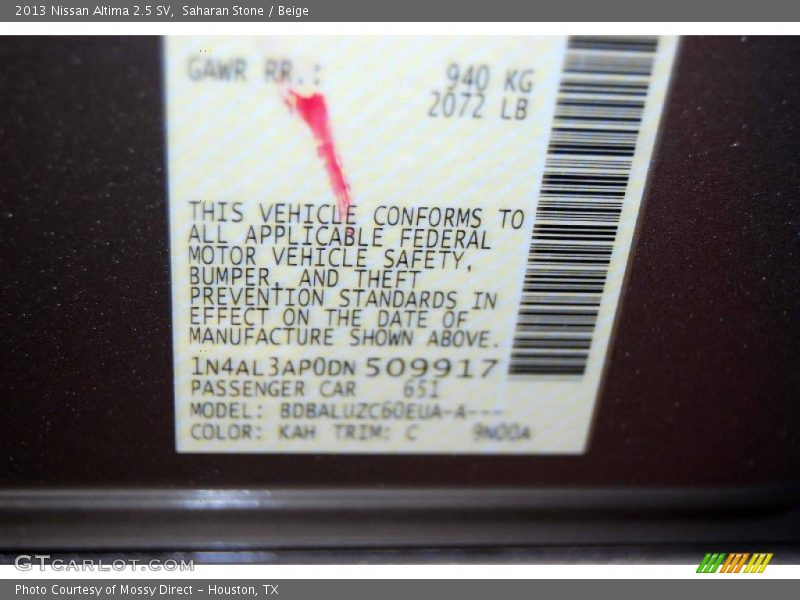 2013 Nissan Altima 2.5 SV,  Saharan Stone / Beige
GAWR RR.:
940 KG
2072 LB
THIS VEHICLE CONFORMS TO
ALL APPLICABLE FEDERAL
MOTOR VEHICLE SAFETY,
BUMPER, AND THEFT
PREVENTION STANDARDS IN
EFFECT ON THE DATE OF
MANUFACTURE SHOWN ABOVE.
1N4AL3AP0DN 509917
PASSENGER CAR 651
MODEL: BDBALUZC60EUA-A---
COLOR: KAH TRIM: C 9N00A
GTCARLOT.COM
Photo Courtesy of Mossy Direct – Houston, TX